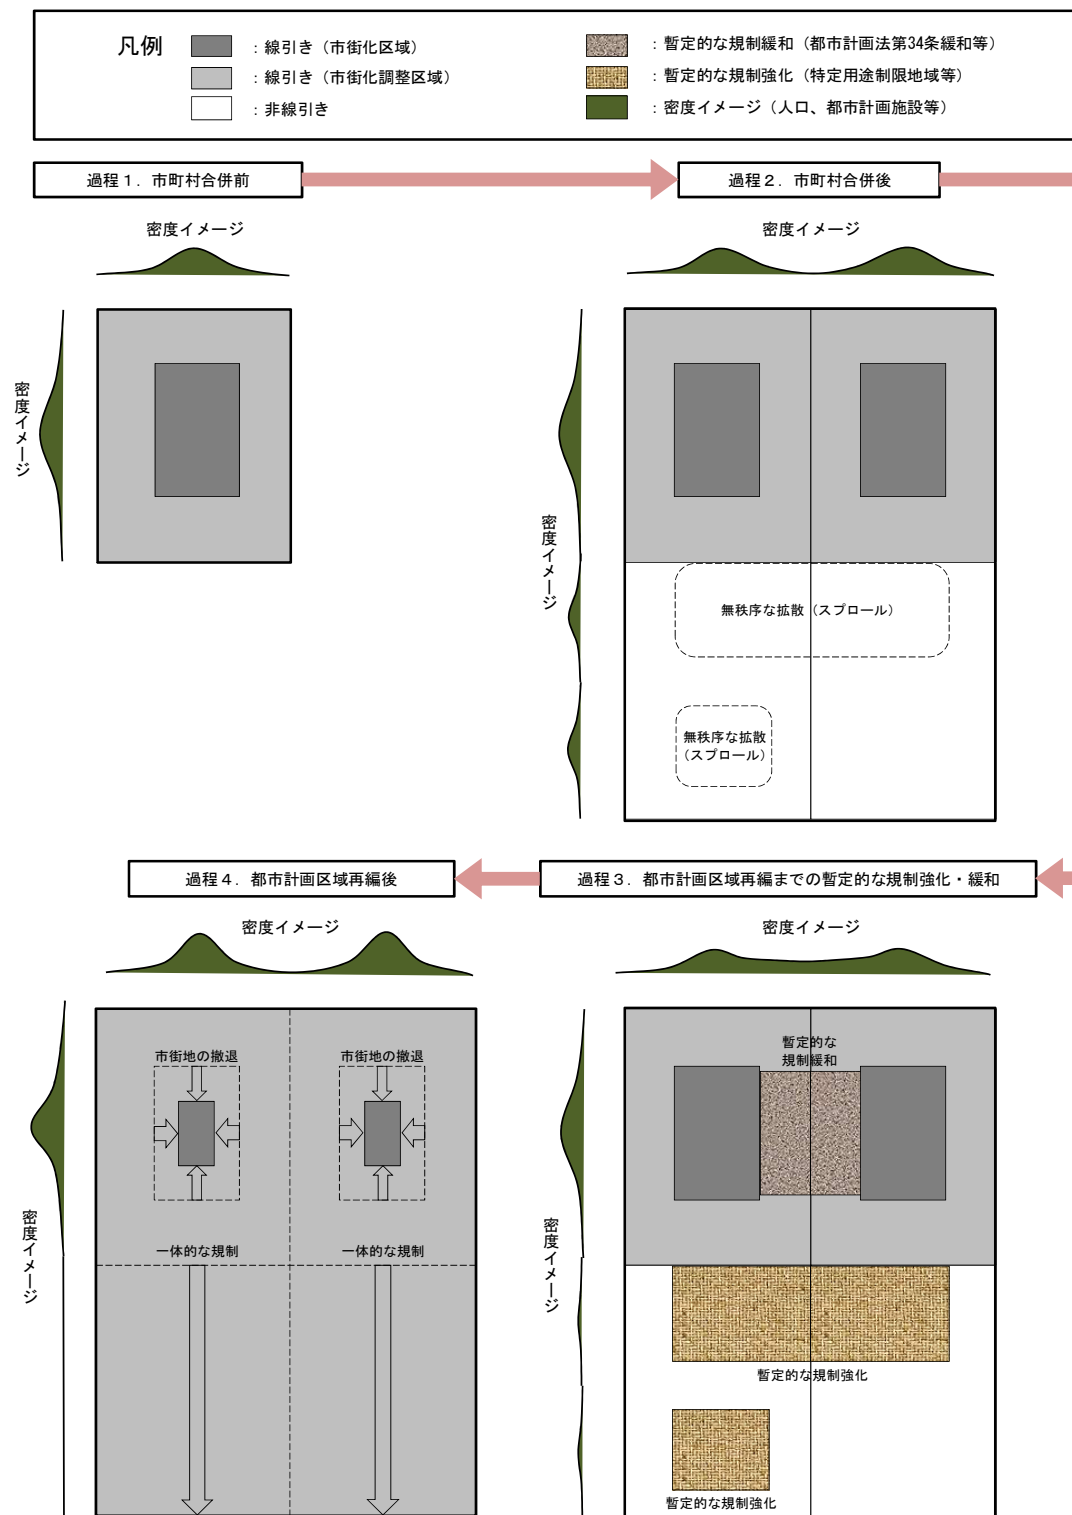 凡例
：線引き（市街化区域）
：線引き（市街化調整区域）
：非線引き
：暫定的な規制緩和（都市計画法第34条緩和等）
：暫定的な規制強化（特定用途制限地域等）
：密度イメージ（人口、都市計画施設等）
過程１．市町村合併前
過程２．市町村合併後
密度イメージ
密度イメージ
密度イメージ
密度イメージ
無秩序な拡散（スプロール）
無秩序な拡散
（スプロール）
過程４．都市計画区域再編後
過程３．都市計画区域再編までの暫定的な規制強化・緩和
密度イメージ
密度イメージ
市街地の撤退
市街地の撤退
暫定的な
規制緩和
密度イメージ
密度イメージ
一体的な規制
一体的な規制
暫定的な規制強化
暫定的な規制強化